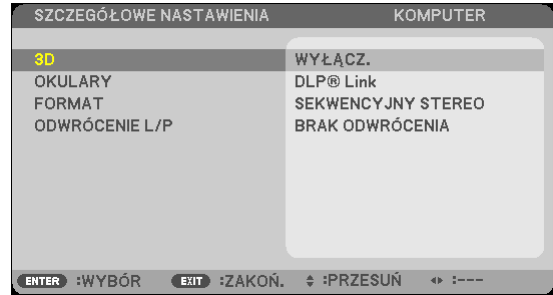 SZCZEGÓŁOWE NASTAWIENIA KOMPUTER
3D WYŁĄCZ.
OKULARY DLP® Link
FORMAT SEKWENCYJNY STEREO
ODWRÓCENIE L/P BRAK ODWRÓCENIA
ENTER :WYBÓR EXIT :ZAKOŃ. :PRZESUŃ :---